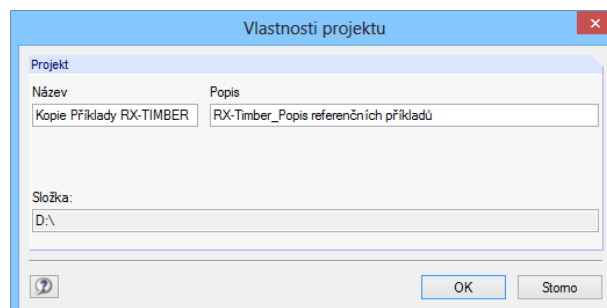 Vlastnosti projektu
Projekt
Název Popis
Kopie Příklady RX-TIMBER RX-Timber_Popis referenčních příkladů
Složka:
D:\
OK Storno